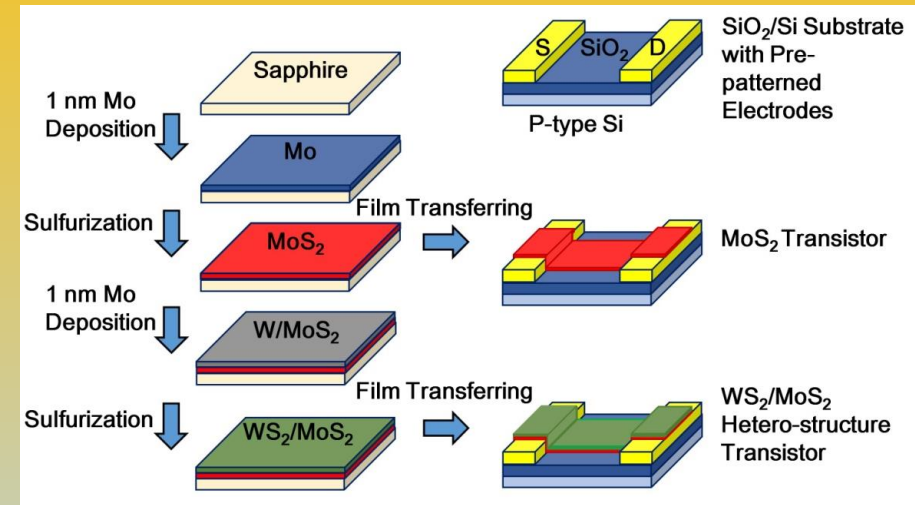 Sapphire
1 nm Mo
Deposition
Mo
Sulfurization
MoS₂
1 nm Mo
Deposition
W/MoS₂
Sulfurization
WS₂/MoS₂
S
SiO₂
D
P-type Si
SiO₂/Si Substrate
with Pre-
patterned
Electrodes
Film Transferring
MoS₂ Transistor
Film Transferring
WS₂/MoS₂
Hetero-structure
Transistor